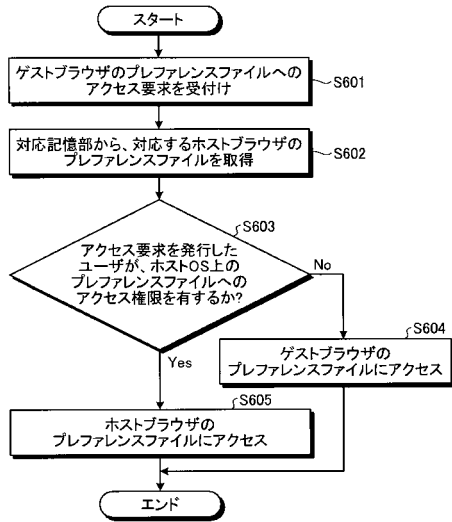 スタート
ゲストブラウザのプレファレンスファイルへの
アクセス要求を受付け
S601
対応記憶部から、対応するホストブラウザの
プレファレンスファイルを取得
S602
S603
アクセス要求を発行した
ユーザが、ホストOS上の
プレファレンスファイルへの
アクセス権限を有するか?
No
Yes
S604
ゲストブラウザの
プレファレンスファイルにアクセス
S605
ホストブラウザの
プレファレンスファイルにアクセス
エンド